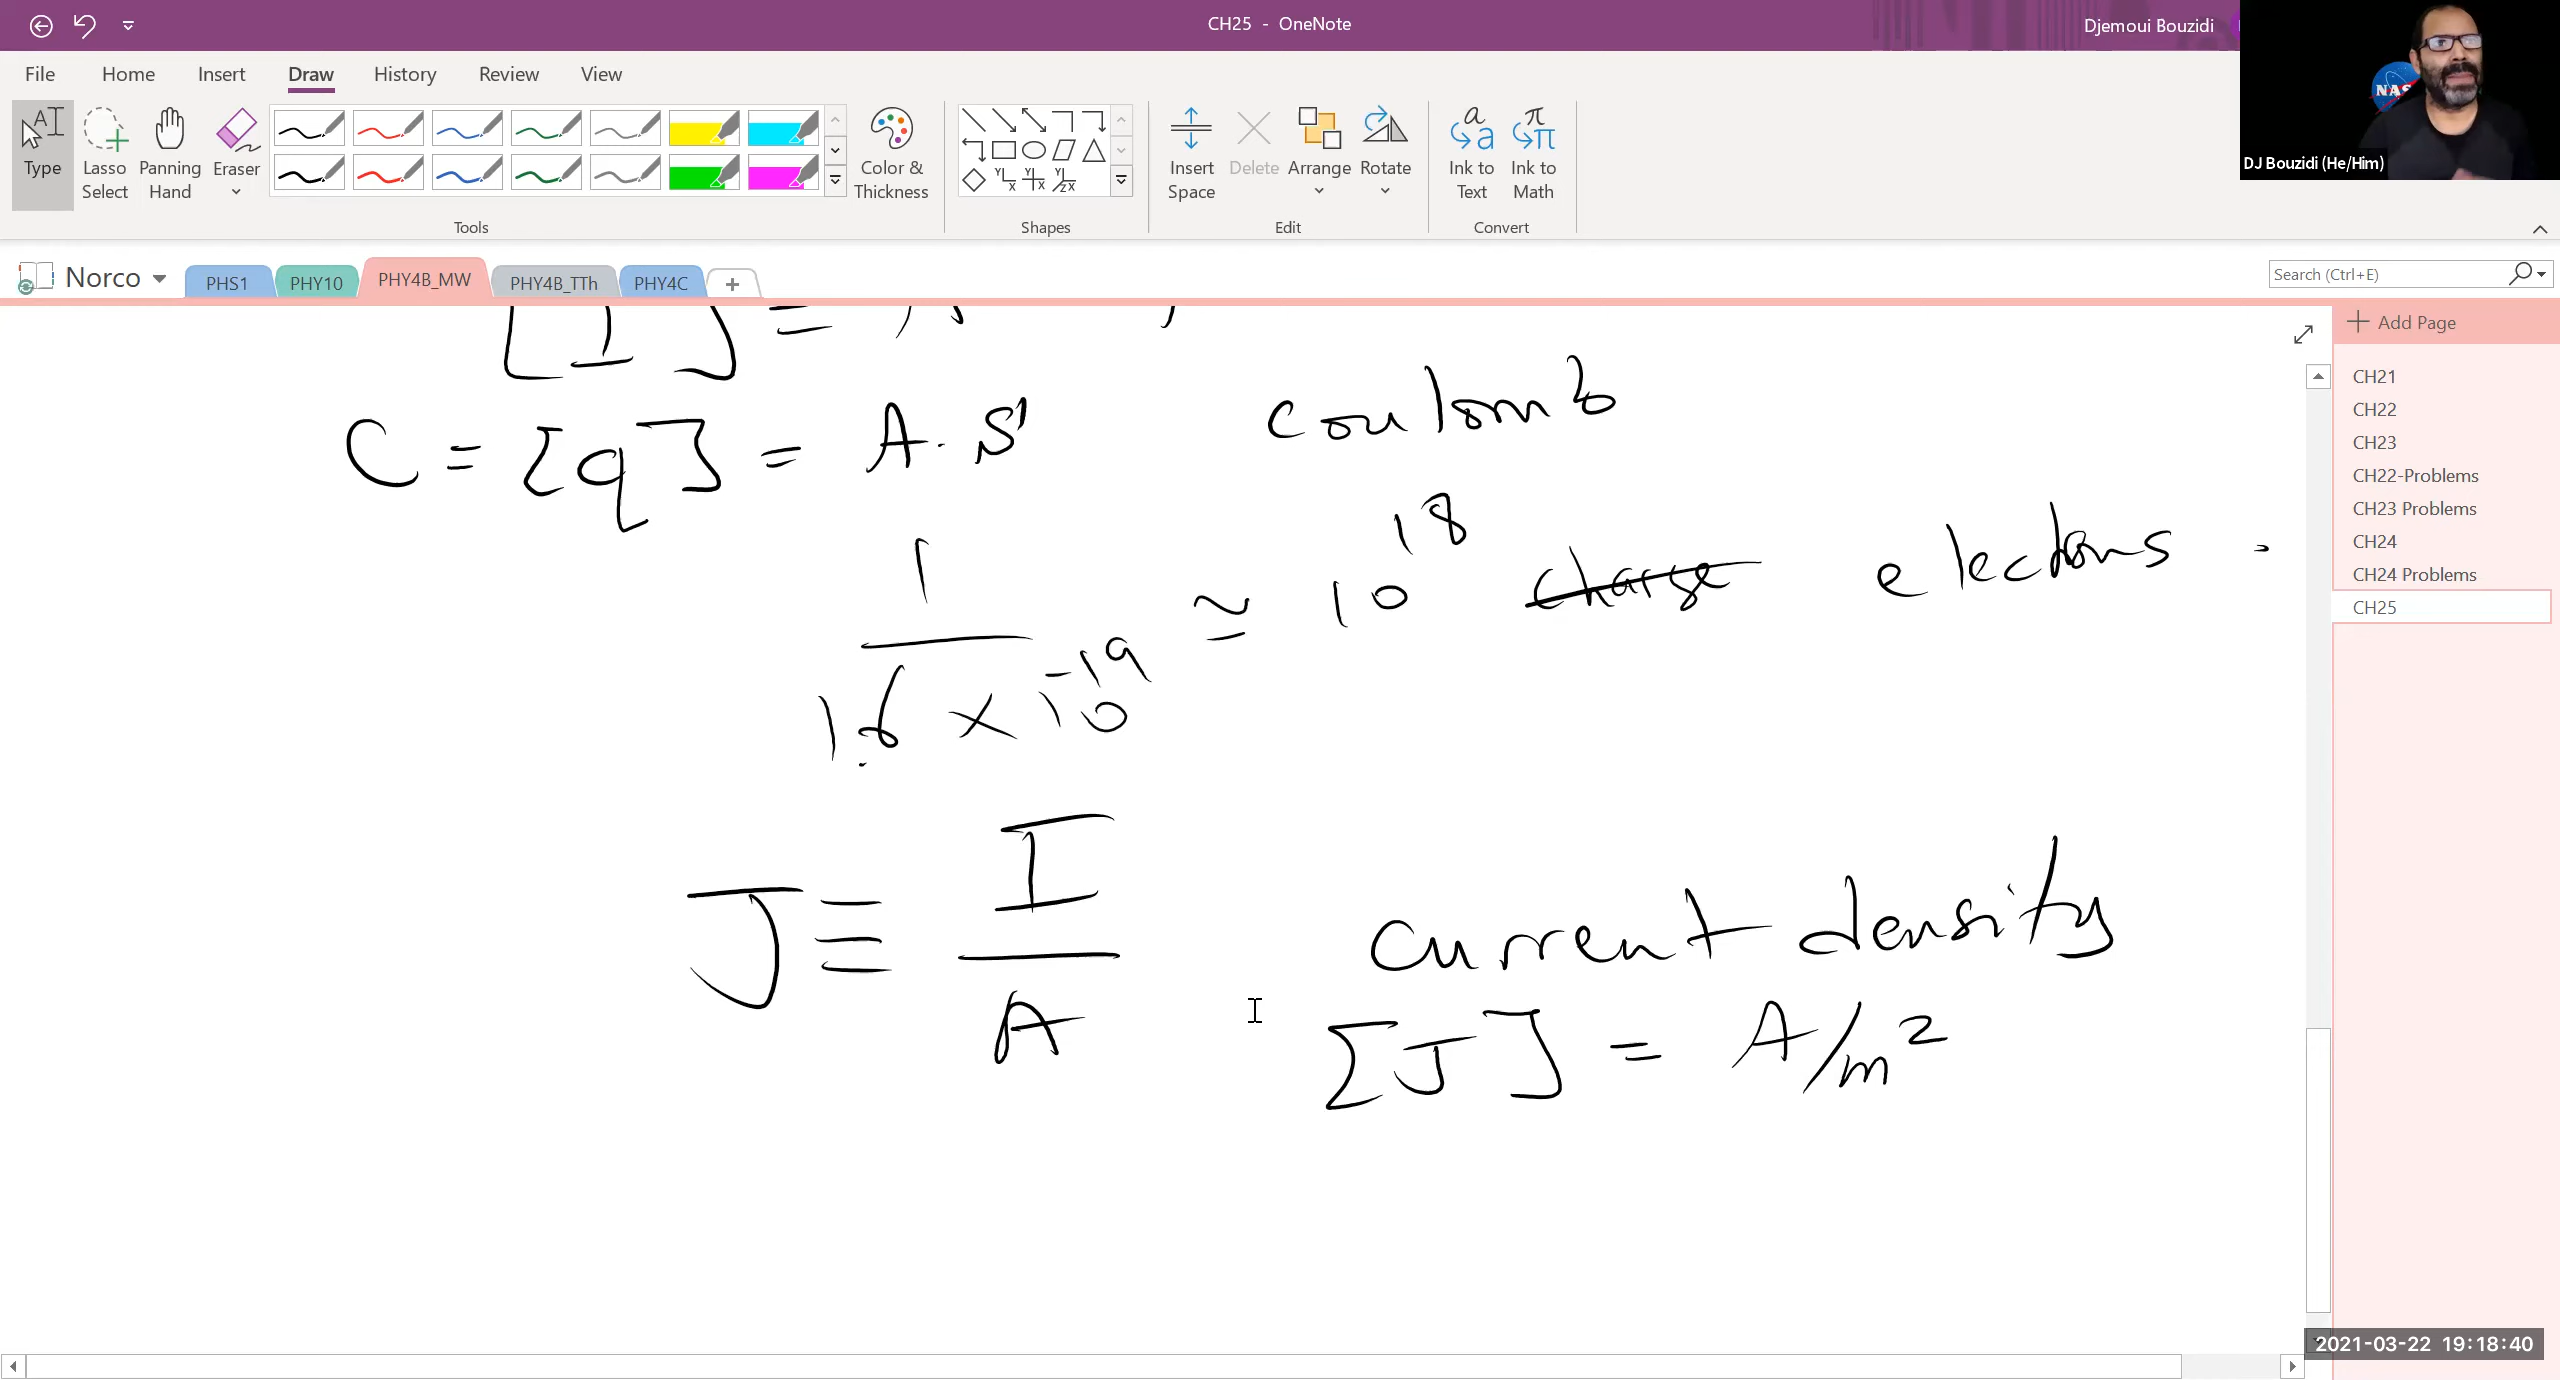 CH25 - OneNote
Djemoui Bouzidi
File Home Insert Draw History Review View
Type
Lasso Select
Panning Hand
Eraser
Color & Thickness
Insert Space
Delete
Arrange
Rotate
Ink to Text
Ink to Math
Tools Shapes Edit Convert
NAS
DJ Bouzidi (He/Him)
Norco PHS1 PHY10 PHY4B_MW PHY4B_TTh PHY4C +
Search (Ctrl+E)
Add Page
CH21
CH22
CH23
CH22-Problems
CH23 Problems
CH24
CH24 Problems
CH25
[I] =
C = [q] = A.S coulomb
1 / 1.6 × 10^-19 ≃ 10^18 charge electrons
J ≡ I / A current density
[J] = A/m²
2021-03-22 19:18:40